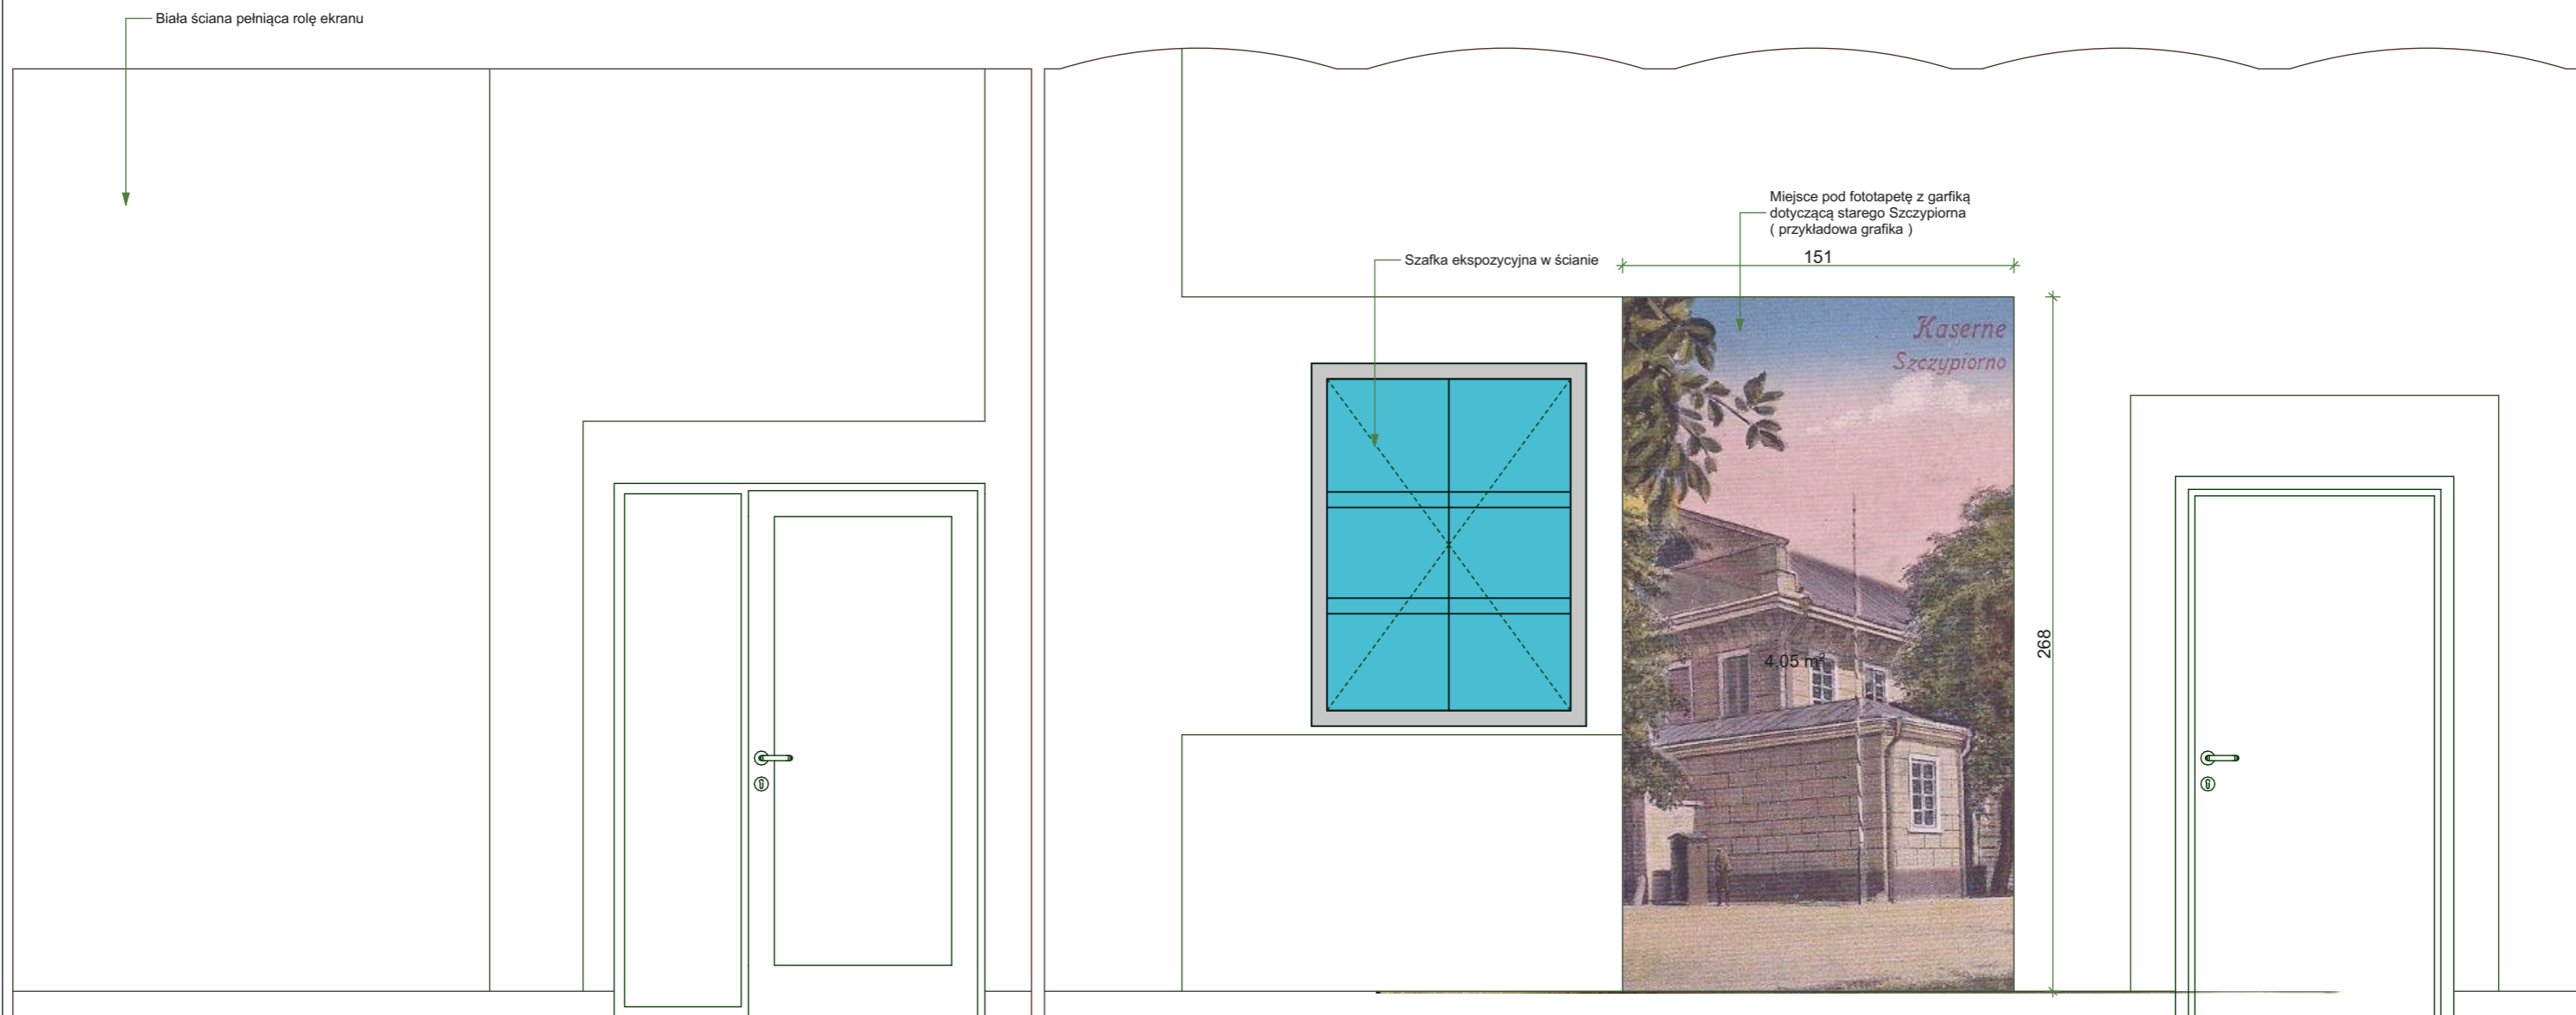 Biała ściana pełniąca rolę ekranu
Miejsce pod fototapetę z garfiką
dotyczącą starego Szczypiorna
( przykładowa grafika )
151
Szafka ekspozycyjna w ścianie
Kaserne
Szczypiorno
268
4,05 m²